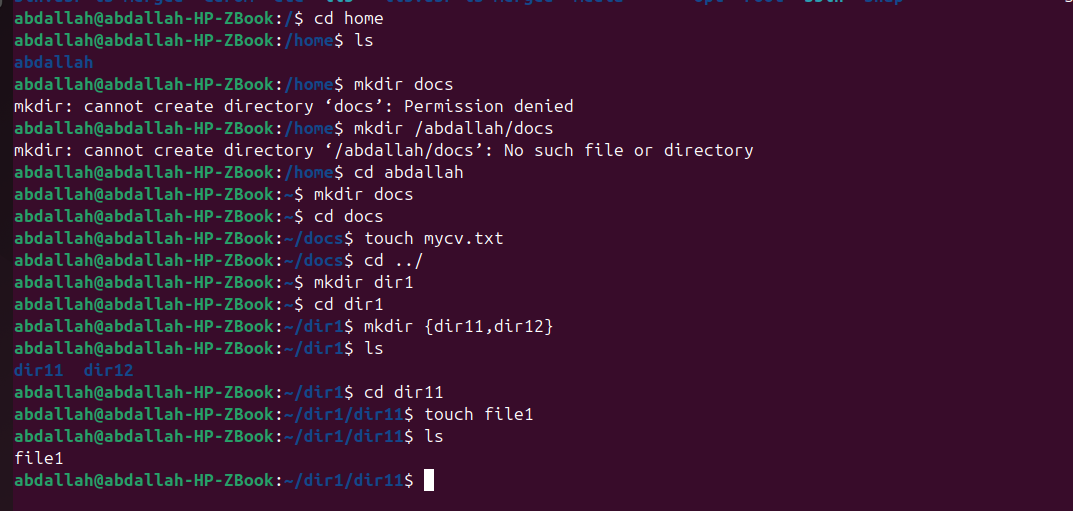 abdallah@abdallah-HP-ZBook:/$ cd home
abdallah@abdallah-HP-ZBook:/home$ ls
abdallah
abdallah@abdallah-HP-ZBook:/home$ mkdir docs
mkdir: cannot create directory ‘docs’: Permission denied
abdallah@abdallah-HP-ZBook:/home$ mkdir /abdallah/docs
mkdir: cannot create directory ‘/abdallah/docs’: No such file or directory
abdallah@abdallah-HP-ZBook:/home$ cd abdallah
abdallah@abdallah-HP-ZBook:~$ mkdir docs
abdallah@abdallah-HP-ZBook:~$ cd docs
abdallah@abdallah-HP-ZBook:~/docs$ touch mycv.txt
abdallah@abdallah-HP-ZBook:~/docs$ cd ../
abdallah@abdallah-HP-ZBook:~$ mkdir dir1
abdallah@abdallah-HP-ZBook:~$ cd dir1
abdallah@abdallah-HP-ZBook:~/dir1$ mkdir {dir11,dir12}
abdallah@abdallah-HP-ZBook:~/dir1$ ls
dir11  dir12
abdallah@abdallah-HP-ZBook:~/dir1$ cd dir11
abdallah@abdallah-HP-ZBook:~/dir1/dir11$ touch file1
abdallah@abdallah-HP-ZBook:~/dir1/dir11$ ls
file1
abdallah@abdallah-HP-ZBook:~/dir1/dir11$